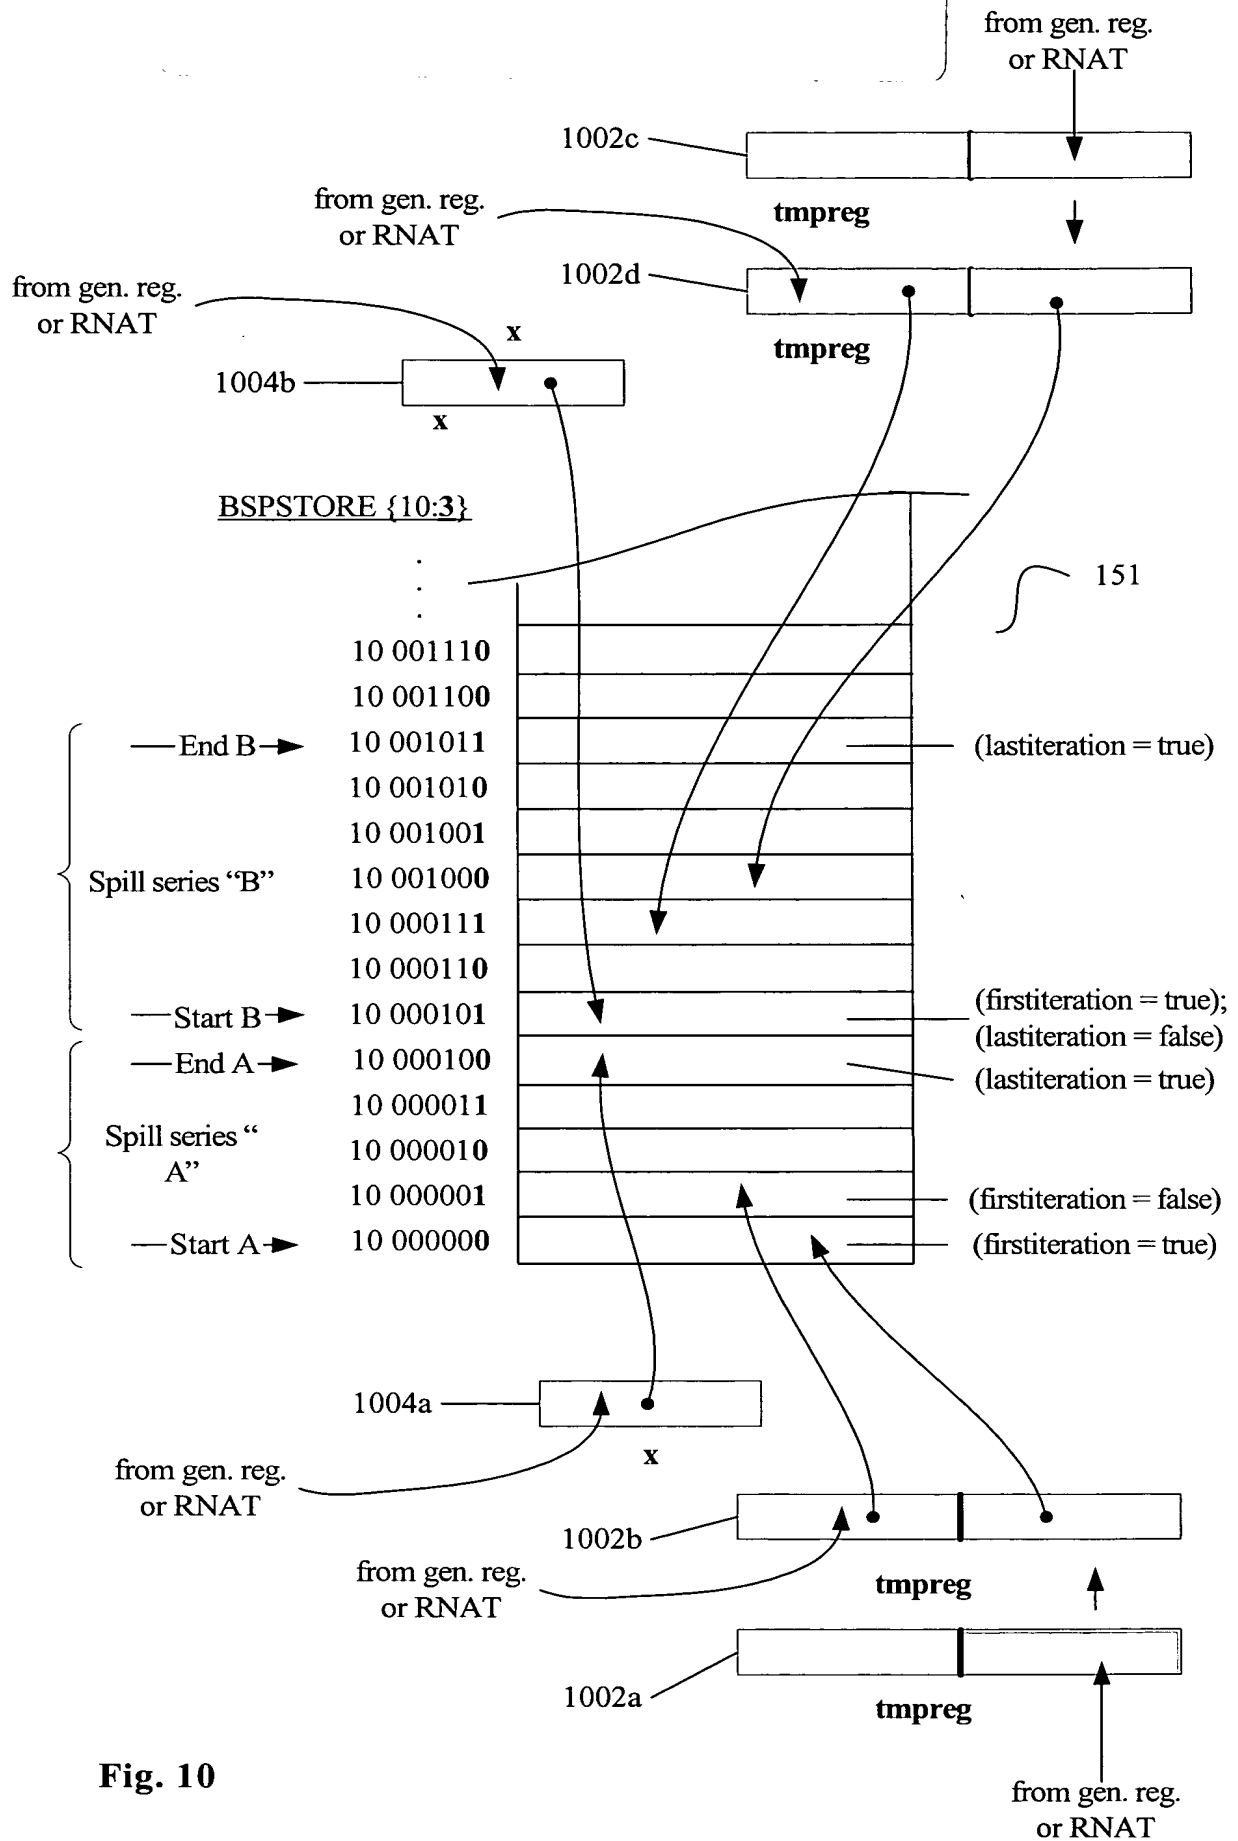 from gen. reg.
or RNAT
1002c
tmpreg
from gen. reg.
or RNAT
1002d
tmpreg
from gen. reg.
or RNAT
x
1004b
x
BSPSTORE {10:3}
.
.
.
151
10 001110
10 001100
End B
10 001011
(lastiteration = true)
10 001010
10 001001
Spill series “B”
10 001000
10 000111
10 000110
Start B
10 000101
(firstiteration = true);
(lastiteration = false)
End A
10 000100
(lastiteration = true)
10 000011
Spill series “
A”
10 000010
10 000001
(firstiteration = false)
Start A
10 000000
(firstiteration = true)
1004a
x
from gen. reg.
or RNAT
1002b
tmpreg
from gen. reg.
or RNAT
1002a
tmpreg
Fig. 10
from gen. reg.
or RNAT